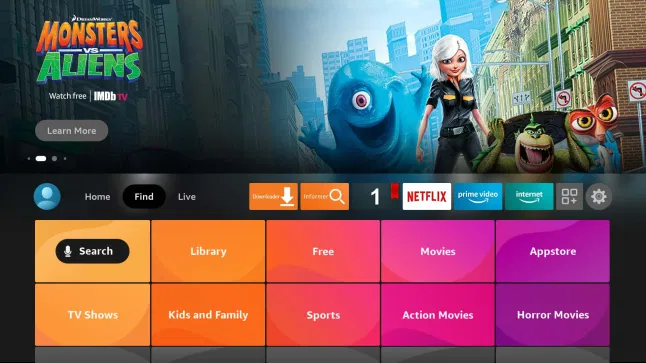 DREAMWORKS
MONSTERS
VS
ALIENS
Watch free | IMDb TV
Learn More
Home
Find
Live
Downloader
Informer
1
NETFLIX
prime video
internet
Search
Library
Free
Movies
Appstore
TV Shows
Kids and Family
Sports
Action Movies
Horror Movies